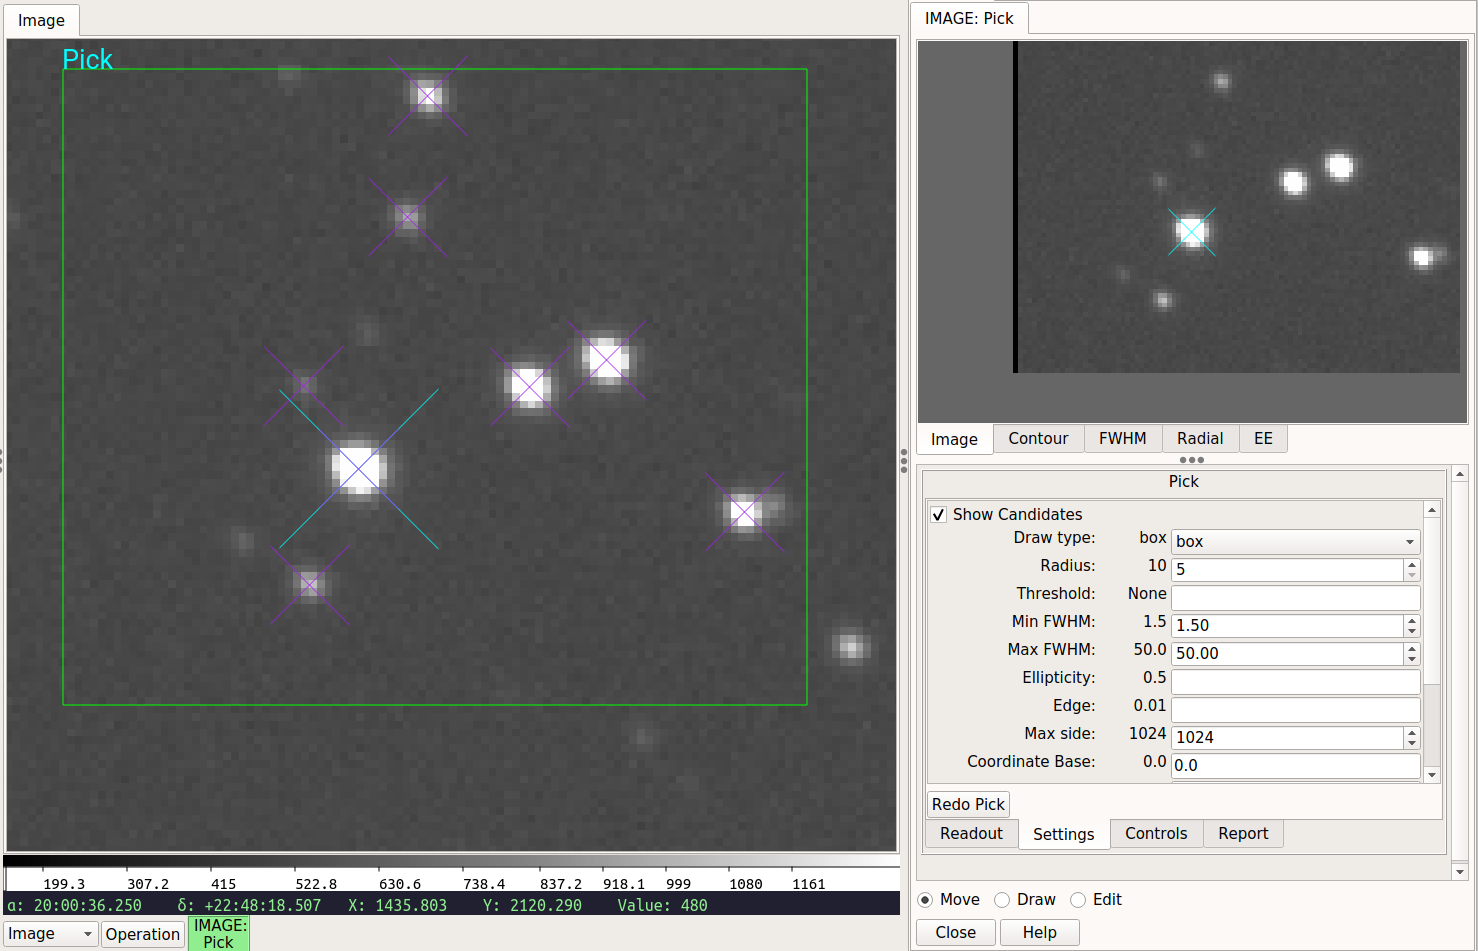 Image
Pick
199.3 307.2 415 522.8 630.6 738.4 837.2 918.1 999 1080 1161
α: 20:00:36.250 δ: +22:48:18.507 X: 1435.803 Y: 2120.290 Value: 480
Image
Operation
IMAGE:
Pick
IMAGE: Pick
Image Contour FWHM Radial EE
Pick
Show Candidates
Draw type: box box
Radius: 10 5
Threshold: None
Min FWHM: 1.5 1.50
Max FWHM: 50.0 50.00
Ellipticity: 0.5
Edge: 0.01
Max side: 1024 1024
Coordinate Base: 0.0 0.0
Redo Pick
Readout Settings Controls Report
Move Draw Edit
Close Help